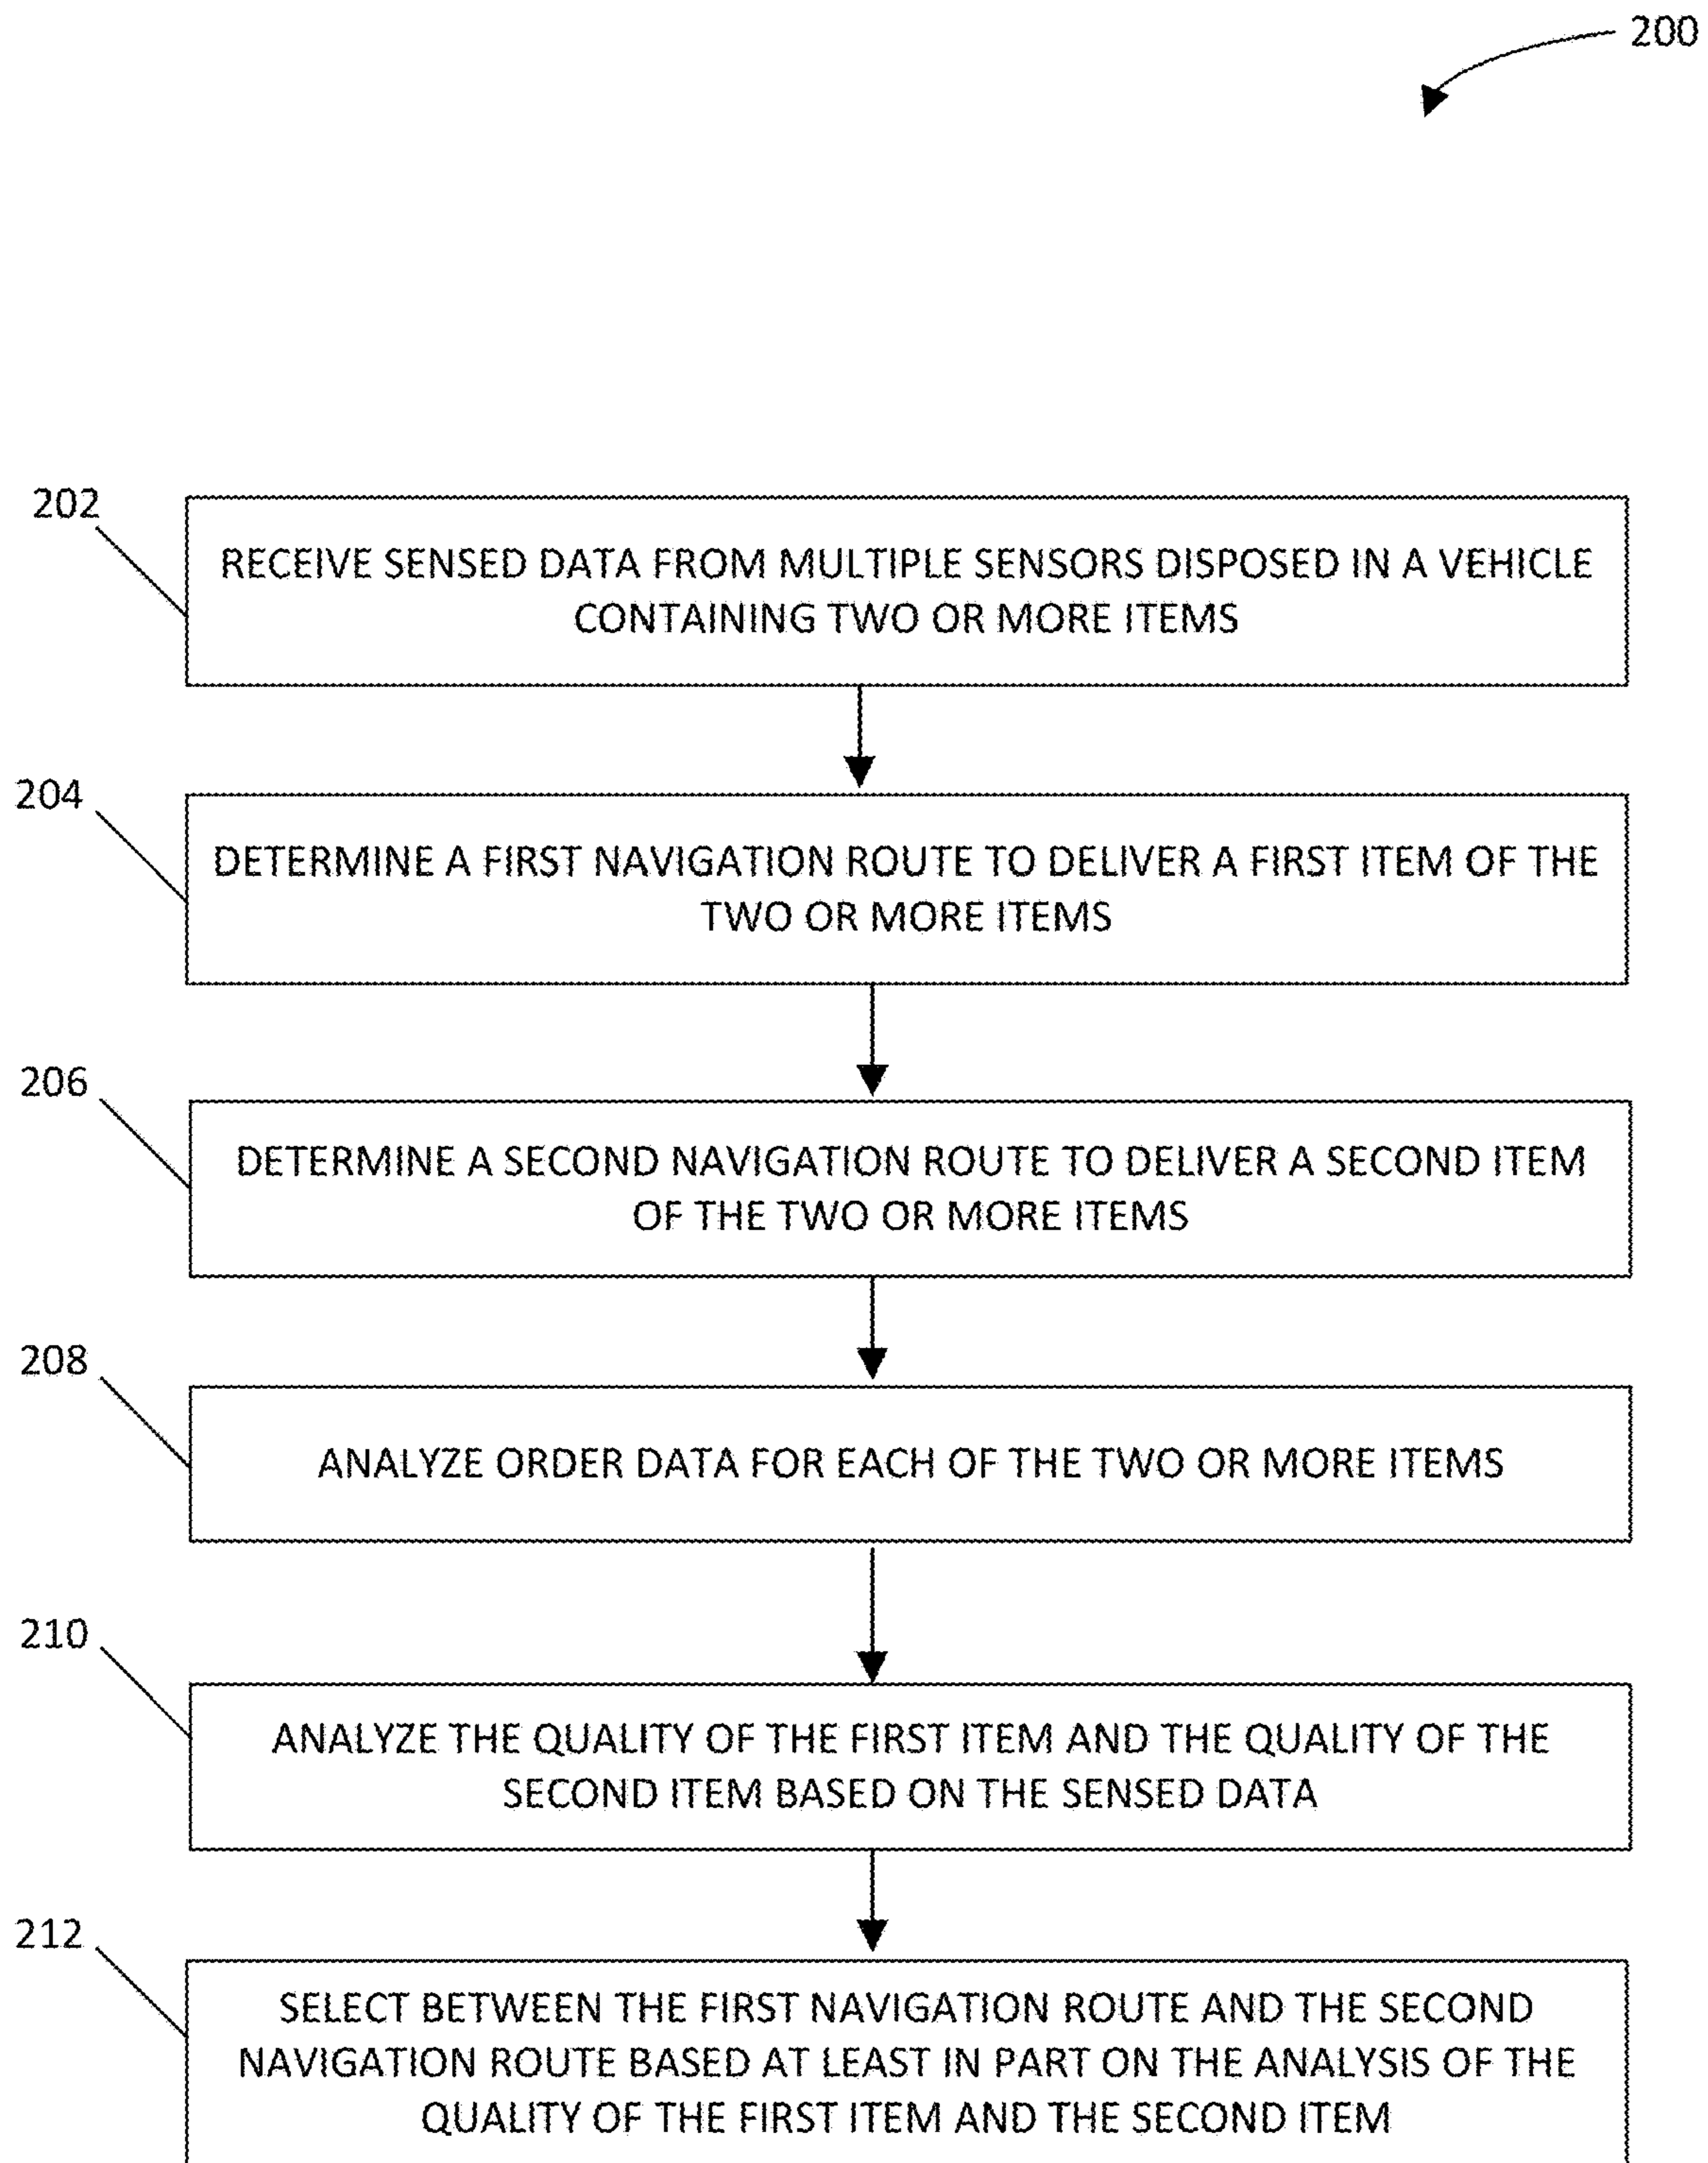 200
202
RECEIVE SENSED DATA FROM MULTIPLE SENSORS DISPOSED IN A VEHICLE
CONTAINING TWO OR MORE ITEMS
204
DETERMINE A FIRST NAVIGATION ROUTE TO DELIVER A FIRST ITEM OF THE
TWO OR MORE ITEMS
206
DETERMINE A SECOND NAVIGATION ROUTE TO DELIVER A SECOND ITEM
OF THE TWO OR MORE ITEMS
208
ANALYZE ORDER DATA FOR EACH OF THE TWO OR MORE ITEMS
210
ANALYZE THE QUALITY OF THE FIRST ITEM AND THE QUALITY OF THE
SECOND ITEM BASED ON THE SENSED DATA
212
SELECT BETWEEN THE FIRST NAVIGATION ROUTE AND THE SECOND
NAVIGATION ROUTE BASED AT LEAST IN PART ON THE ANALYSIS OF THE
QUALITY OF THE FIRST ITEM AND THE SECOND ITEM